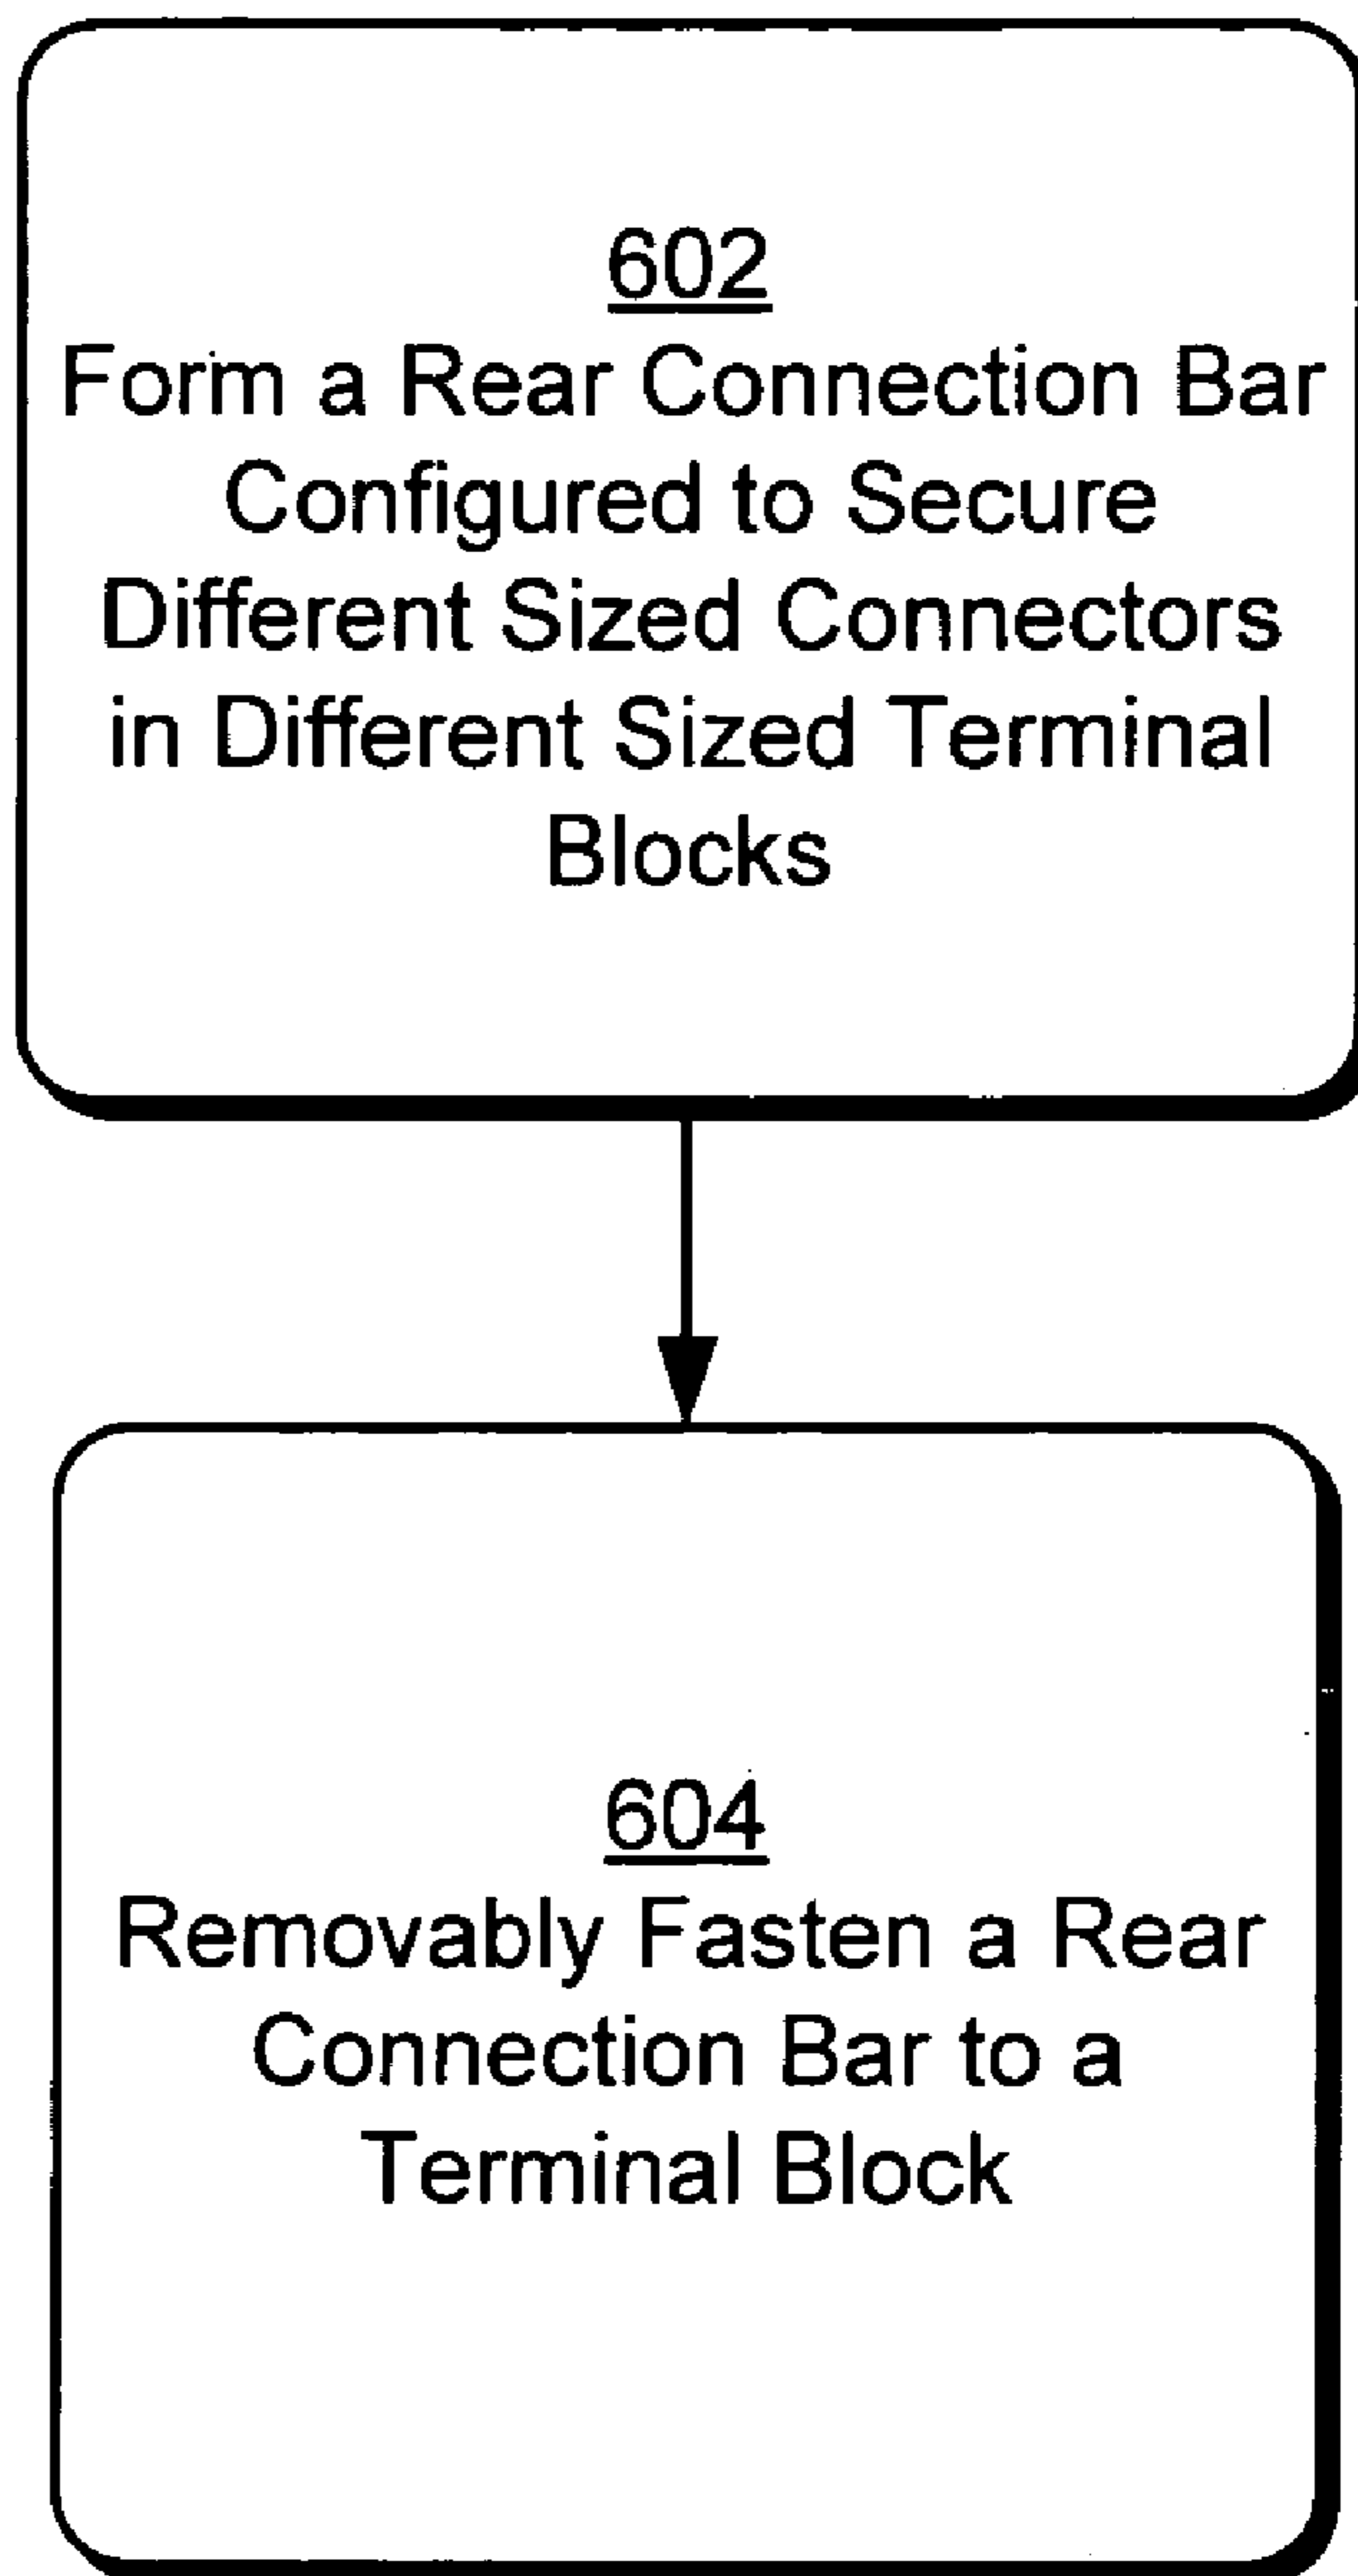 602
Form a Rear Connection Bar
Configured to Secure
Different Sized Connectors
in Different Sized Terminal
Blocks
604
Removably Fasten a Rear
Connection Bar to a
Terminal Block